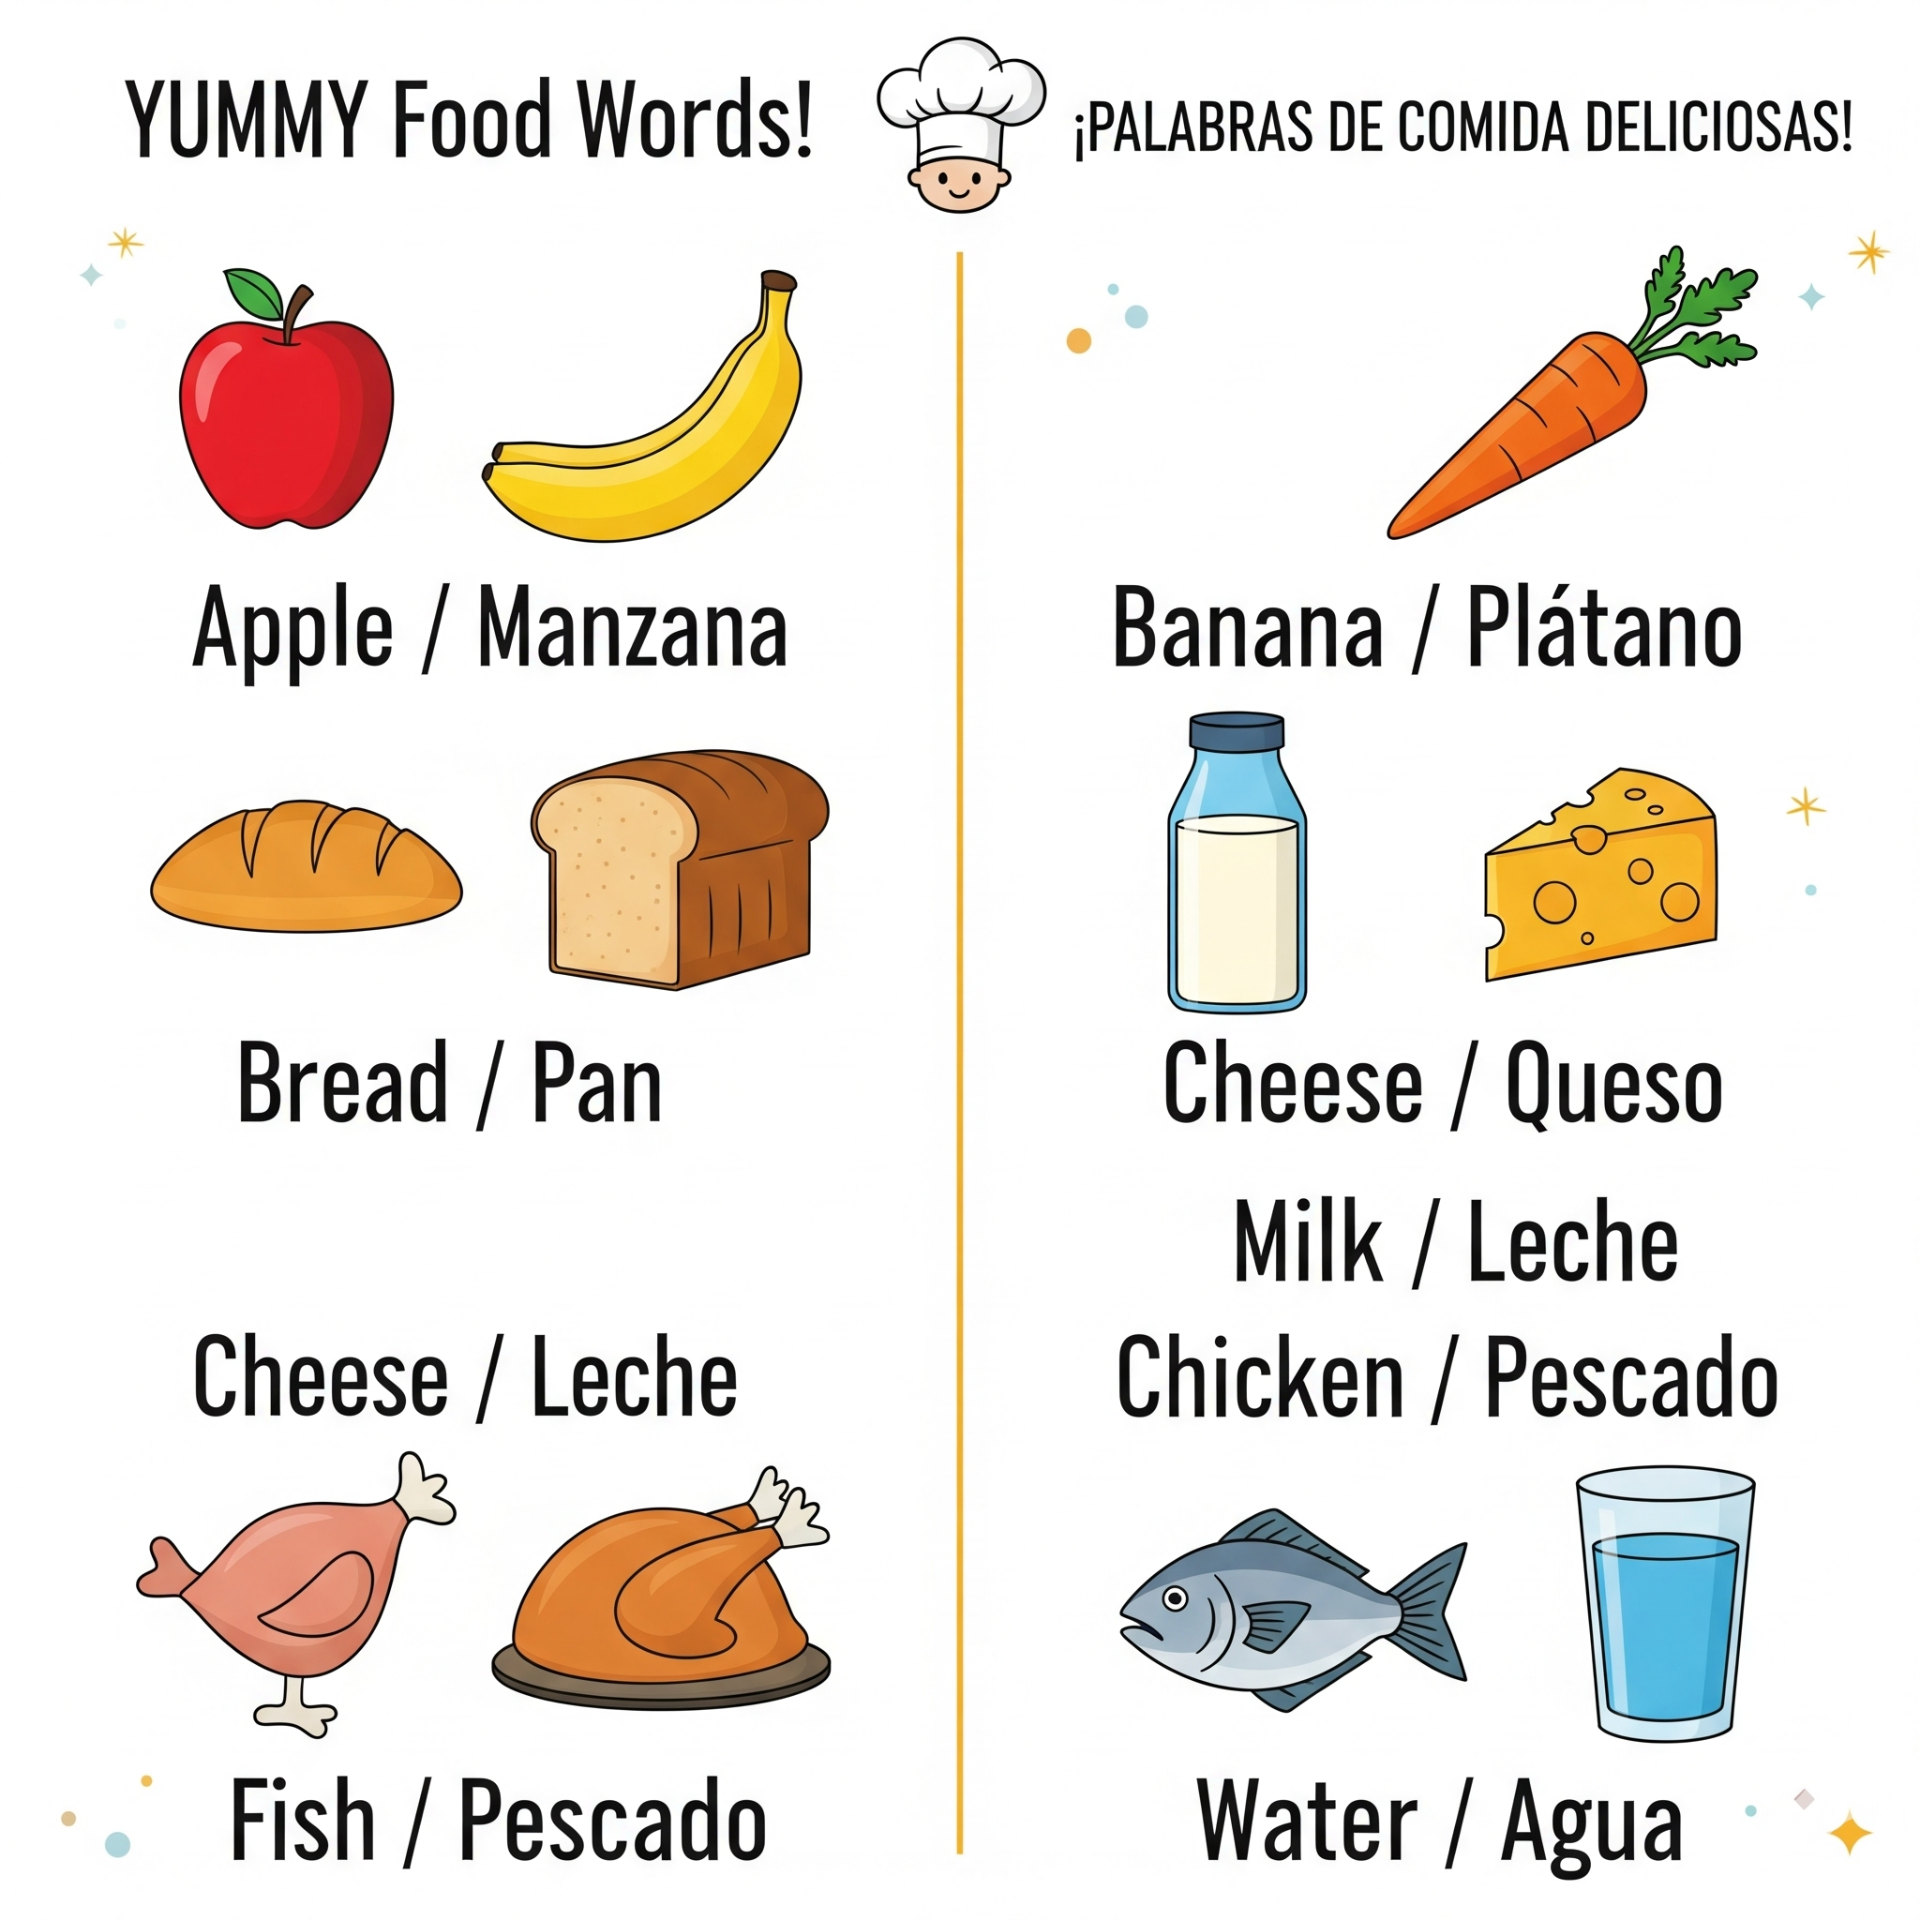 YUMMY Food Words!
¡PALABRAS DE COMIDA DELICIOSAS!
Apple / Manzana
Banana / Plátano
Bread / Pan
Cheese / Queso
Milk / Leche
Cheese / Leche
Chicken / Pescado
Fish / Pescado
Water / Agua